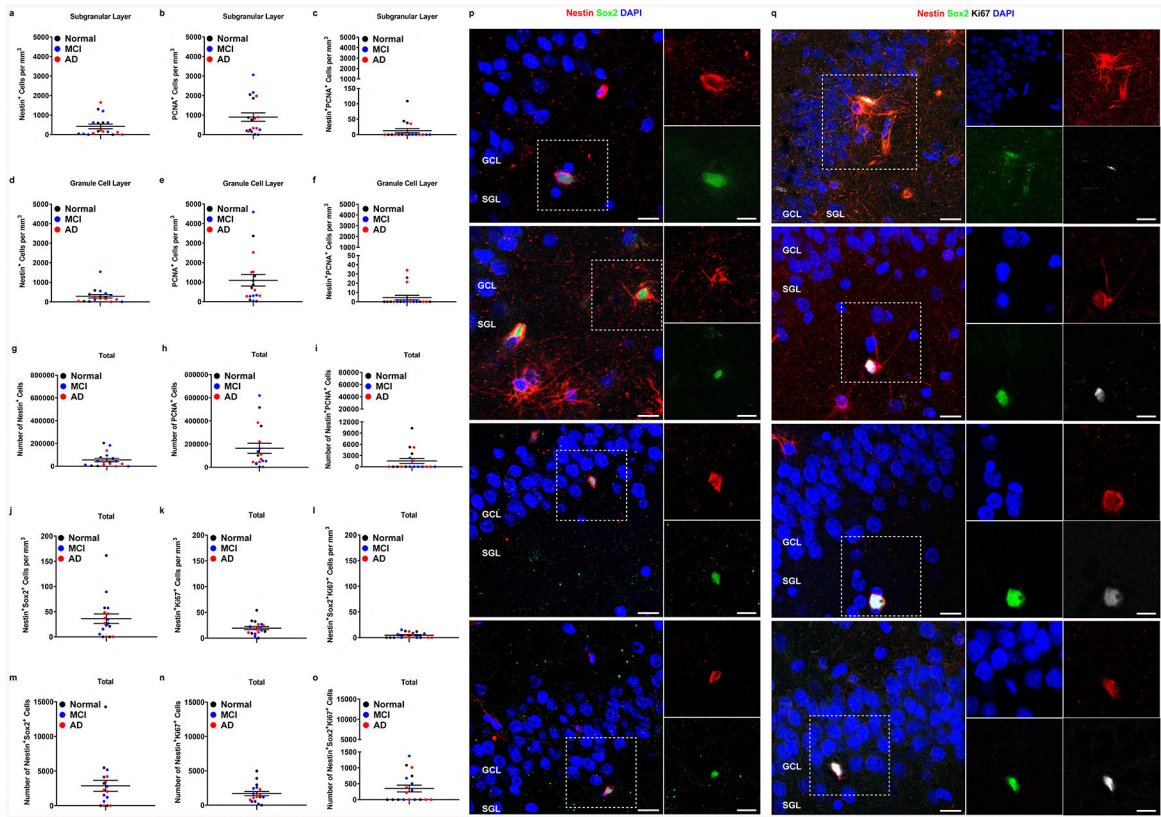 a
Subgranular Layer
Nestin⁺ Cells per mm³
5000
4000
3000
2000
1000
0
Normal
MCI
AD
b
Subgranular Layer
PCNA⁺ Cells per mm³
5000
4000
3000
2000
1000
0
Normal
MCI
AD
c
Subgranular Layer
Nestin⁺PCNA⁺ Cells per mm³
5000
4000
3000
2000
1000
150
100
50
0
Normal
MCI
AD
d
Granule Cell Layer
Nestin⁺ Cells per mm³
5000
4000
3000
2000
1000
0
Normal
MCI
AD
e
Granule Cell Layer
PCNA⁺ Cells per mm³
5000
4000
3000
2000
1000
0
Normal
MCI
AD
f
Granule Cell Layer
Nestin⁺PCNA⁺ Cells per mm³
5000
4000
3000
2000
1000
50
40
30
20
10
0
Normal
MCI
AD
g
Total
Number of Nestin⁺ Cells
800000
600000
400000
200000
0
Normal
MCI
AD
h
Total
Number of PCNA⁺ Cells
800000
600000
400000
200000
0
Normal
MCI
AD
i
Total
Number of Nestin⁺PCNA⁺ Cells
80000
60000
40000
20000
12000
9000
6000
3000
0
Normal
MCI
AD
j
Total
Nestin⁺Sox2⁺ Cells per mm³
200
150
100
50
0
Normal
MCI
AD
k
Total
Nestin⁺Ki67⁺ Cells per mm³
200
150
100
50
0
Normal
MCI
AD
l
Total
Nestin⁺Sox2⁺Ki67⁺ Cells per mm³
200
150
100
50
0
Normal
MCI
AD
m
Total
Number of Nestin⁺Sox2⁺ Cells
15000
10000
5000
0
Normal
MCI
AD
n
Total
Number of Nestin⁺Ki67⁺ Cells
15000
10000
5000
0
Normal
MCI
AD
o
Total
Number of Nestin⁺Sox2⁺Ki67⁺ Cells
15000
10000
5000
1500
1000
500
0
Normal
MCI
AD
p
Nestin Sox2 DAPI
GCL
SGL
GCL
SGL
GCL
SGL
GCL
SGL
q
Nestin Sox2 Ki67 DAPI
GCL SGL
GCL
SGL
GCL
SGL
GCL